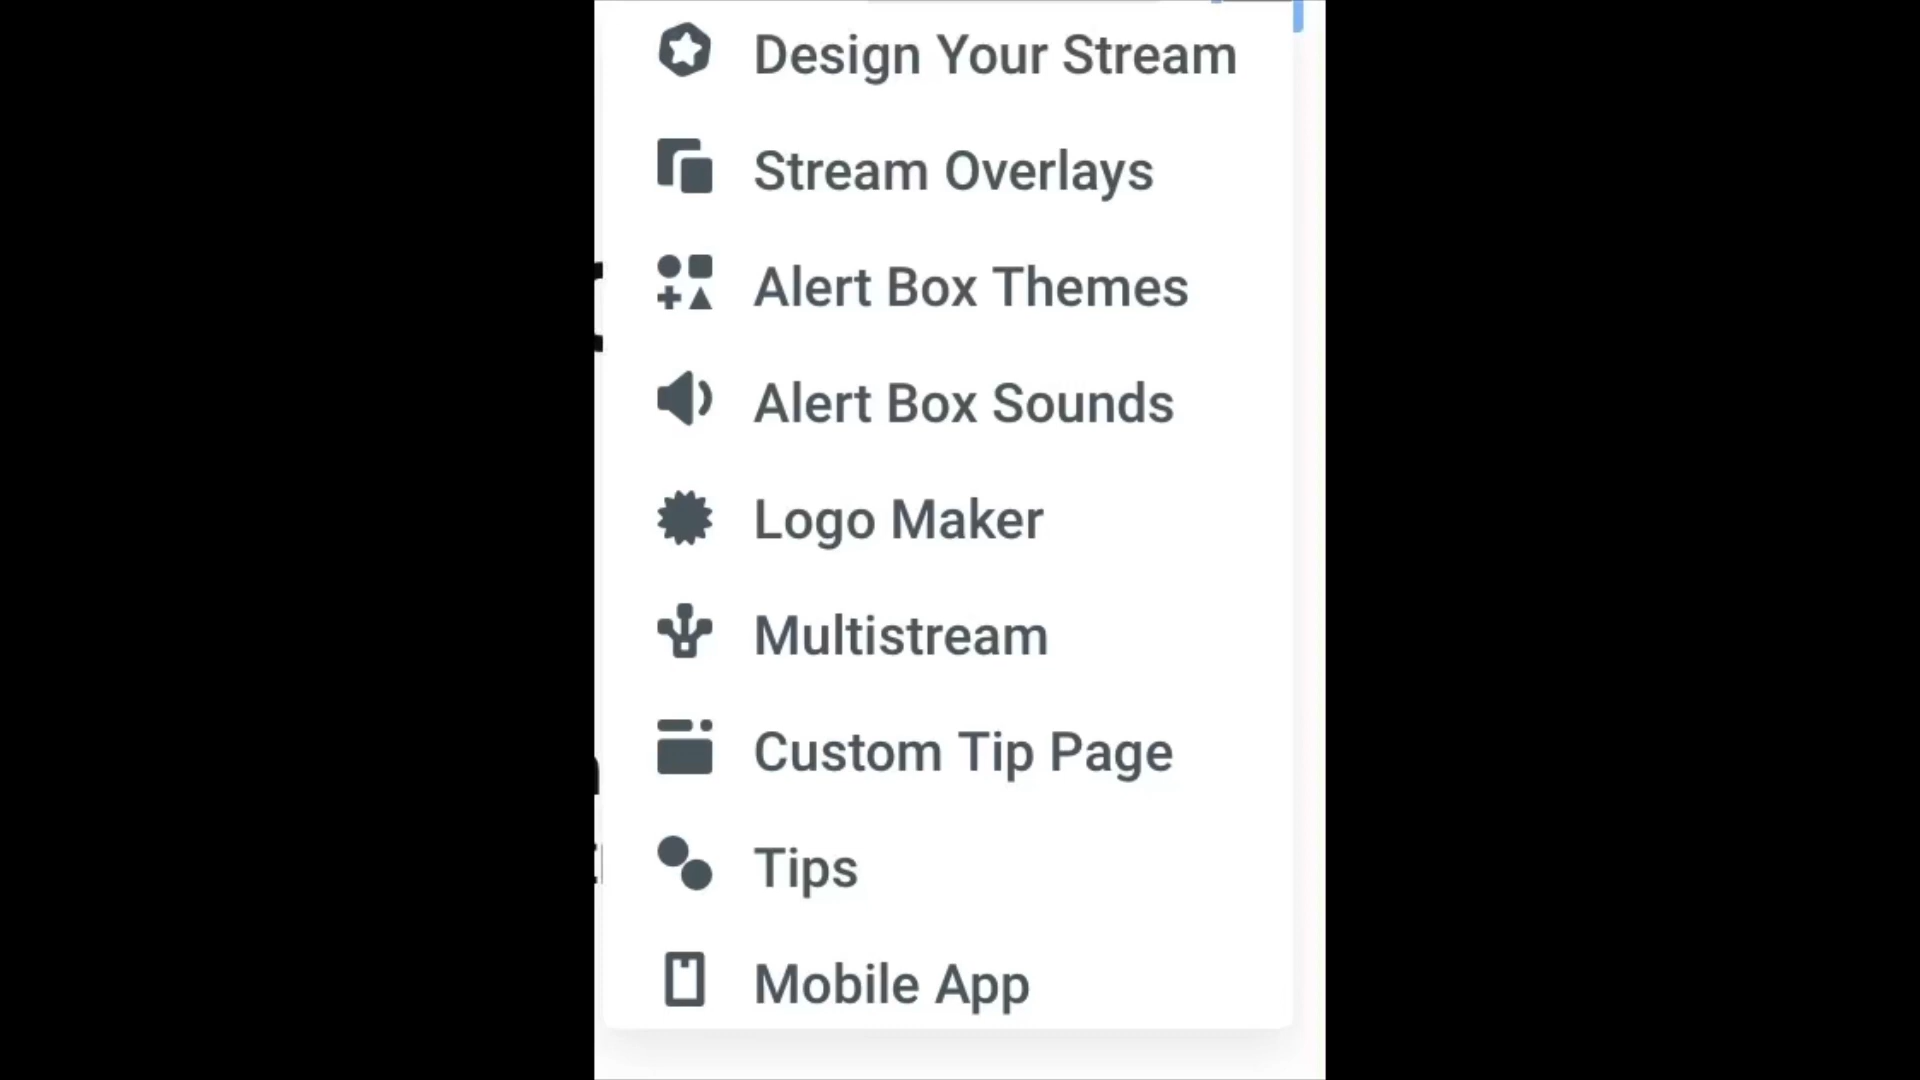 Design Your Stream
Stream Overlays
Alert Box Themes
Alert Box Sounds
Logo Maker
Multistream
Custom Tip Page
Tips
Mobile App